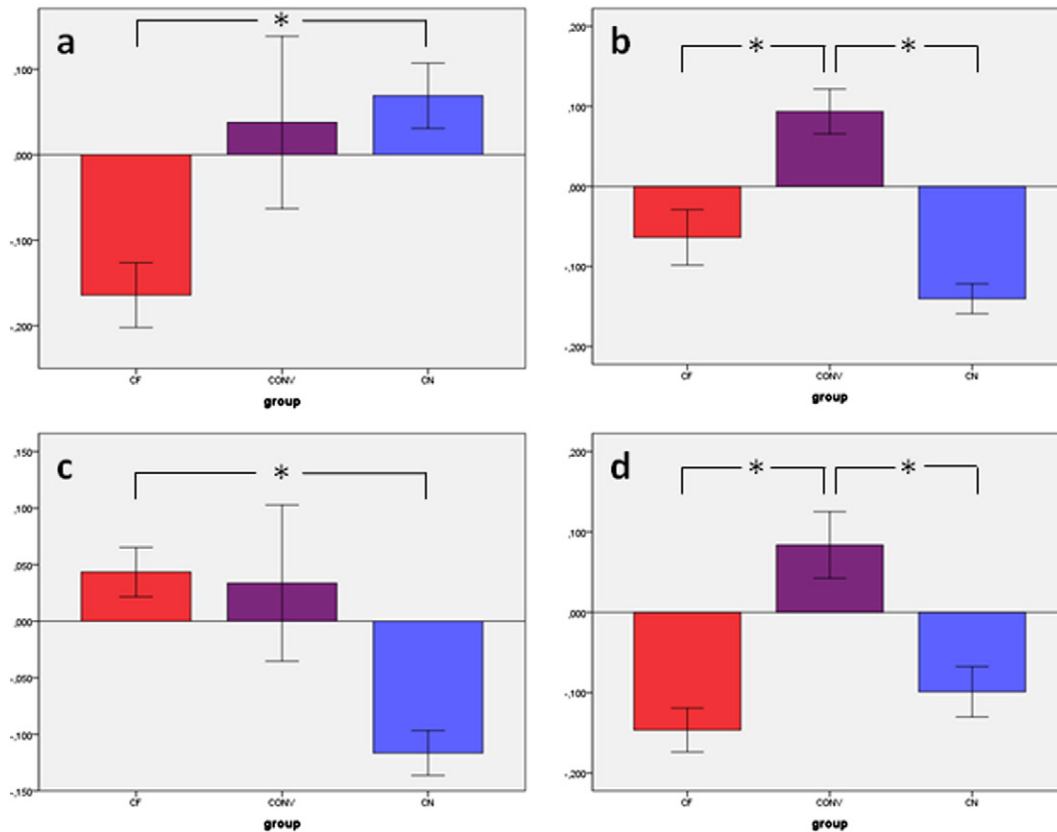 a
*
,100
,000
-,100
-,200
CF CONV CN
group
b
* *
,200
,100
,000
-,100
-,200
CF CONV CN
group
c
*
,150
,100
,050
,000
-,050
-,100
-,150
CF CONV CN
group
d
* *
,200
,100
,000
-,100
-,200
CF CONV CN
group